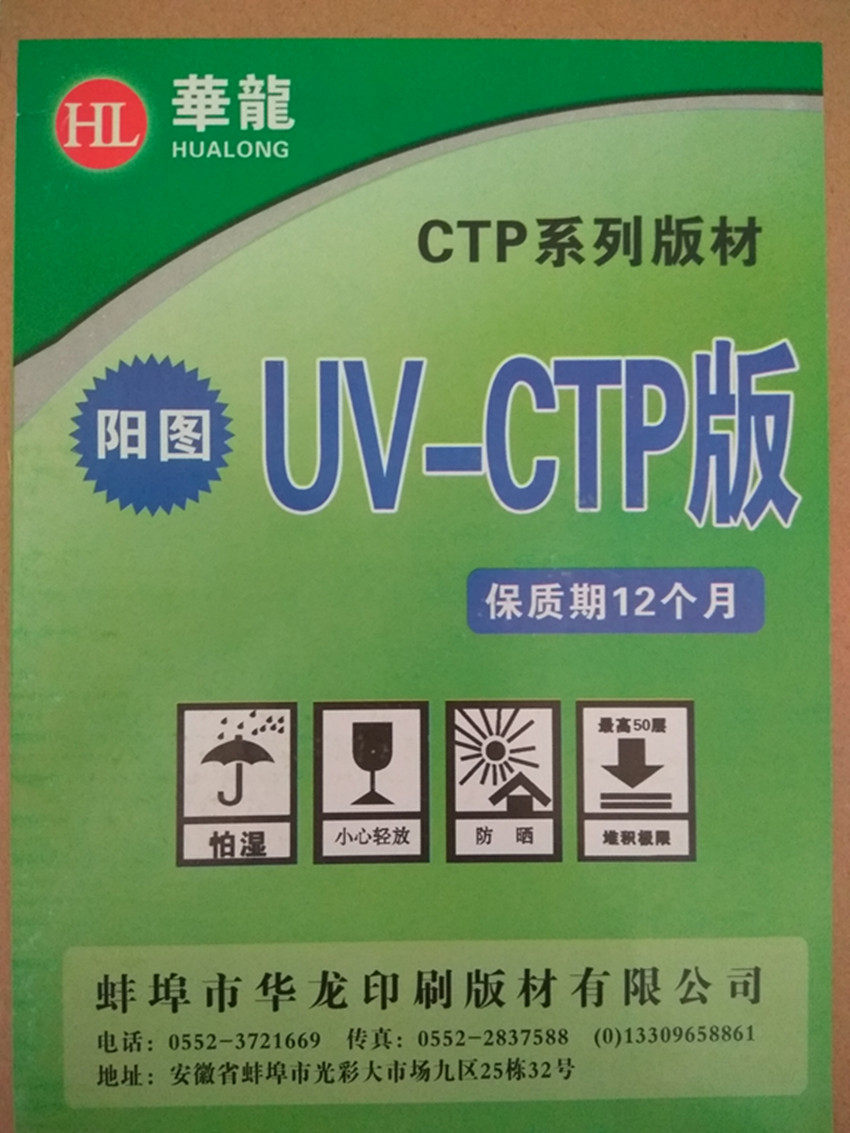 HL
華龍
HUALONG
CTP系列版材
阳图
UV-CTP版
保质期12个月
最高50层
怕湿
小心轻放
防 晒
堆积极限
蚌埠市华龙印刷版材有限公司
电话：0552-3721669 传真：0552-2837588 (0)13309658861
地址：安徽省蚌埠市光彩大市场九区25栋32号